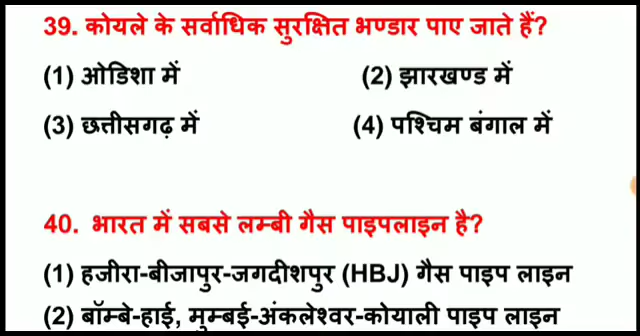 39. कोयले के सर्वाधिक सुरक्षित भण्डार पाए जाते हैं?
(1) ओडिशा में (2) झारखण्ड में
(3) छत्तीसगढ़ में (4) पश्चिम बंगाल में
40. भारत में सबसे लम्बी गैस पाइपलाइन है?
(1) हजीरा-बीजापुर-जगदीशपुर (HBJ) गैस पाइप लाइन
(2) बॉम्बे-हाई, मुम्बई-अंकलेश्वर-कोयाली पाइप लाइन